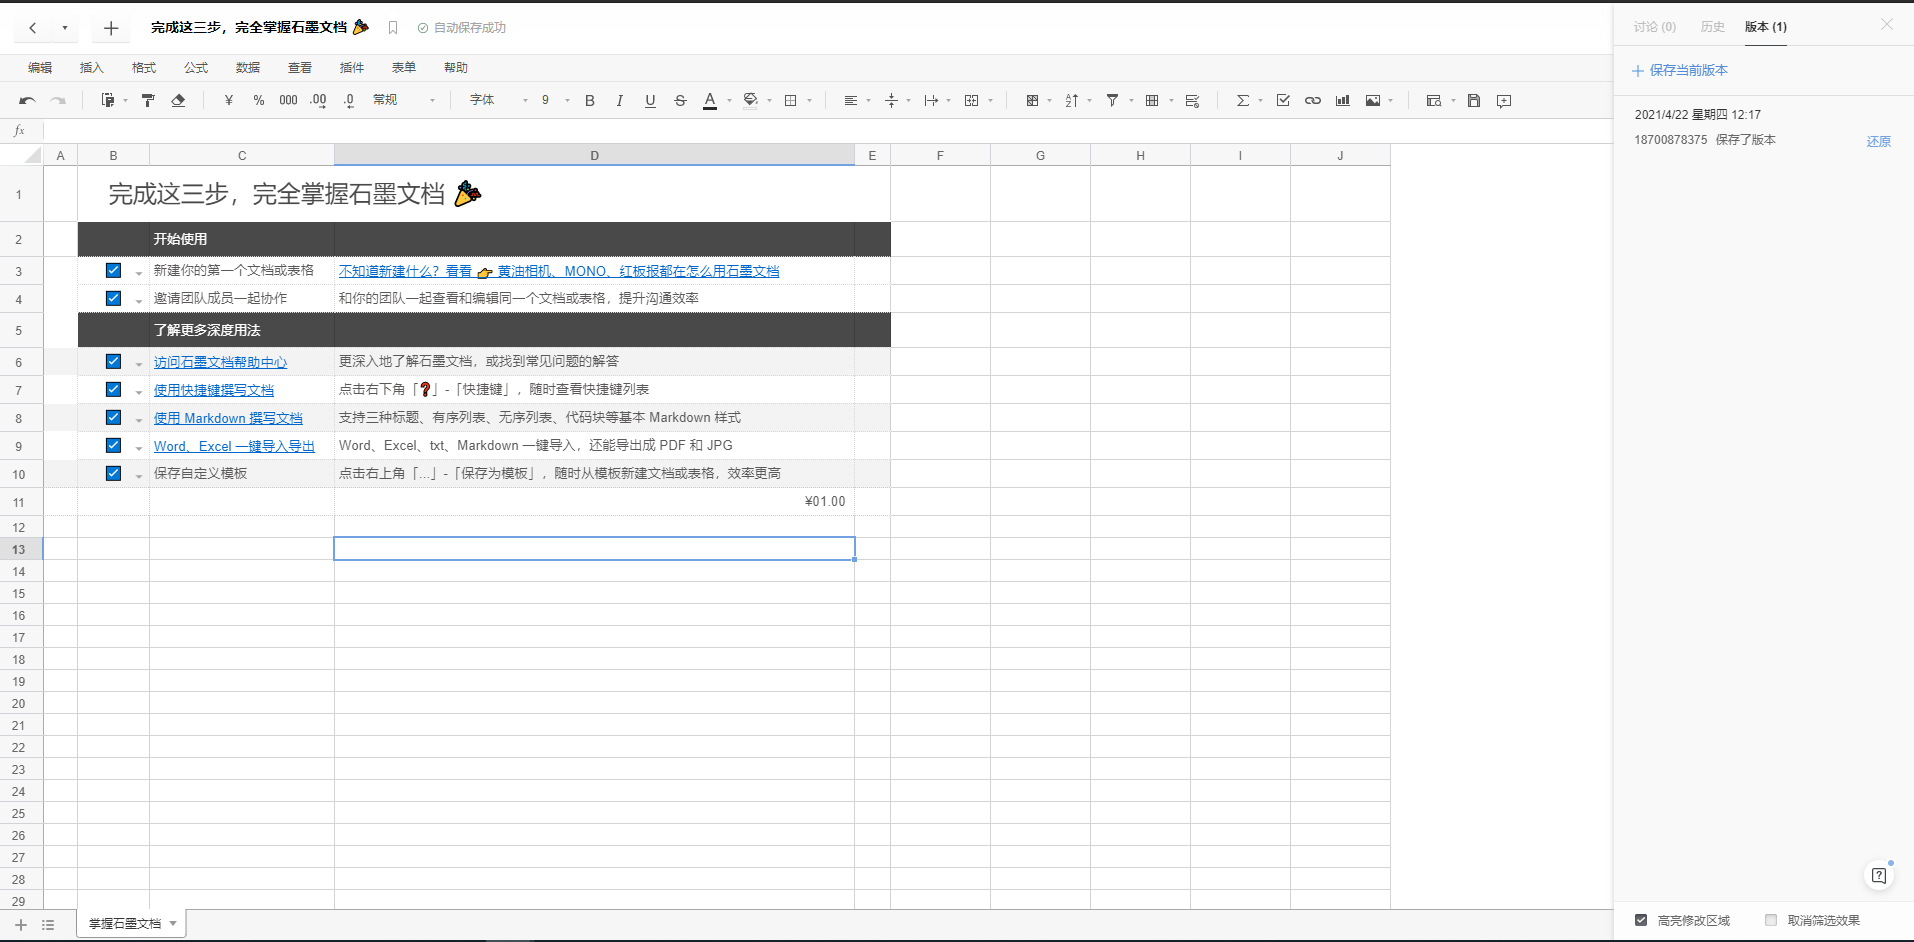 完成这三步，完全掌握石墨文档 自动保存成功
编辑 插入 格式 公式 数据 查看 插件 表单 帮助
¥ % 000 .00 .0 常规 字体 9 B I U S A
fx
A B C D E F G H I J
1 完成这三步，完全掌握石墨文档
2 开始使用
3 新建你的第一个文档或表格 不知道新建什么？看看 👉 黄油相机、MONO、红板报都在怎么用石墨文档
4 邀请团队成员一起协作 和你的团队一起查看和编辑同一个文档或表格，提升沟通效率
5 了解更多深度用法
6 访问石墨文档帮助中心 更深入地了解石墨文档，或找到常见问题的解答
7 使用快捷键撰写文档 点击右下角「❓」-「快捷键」，随时查看快捷键列表
8 使用 Markdown 撰写文档 支持三种标题、有序列表、无序列表、代码块等基本 Markdown 样式
9 Word、Excel 一键导入导出 Word、Excel、txt、Markdown 一键导入，还能导出成 PDF 和 JPG
10 保存自定义模板 点击右上角「...」-「保存为模板」，随时从模板新建文档或表格，效率更高
11 ¥01.00
12
13
14
15
16
17
18
19
20
21
22
23
24
25
26
27
28
29
掌握石墨文档
讨论 (0) 历史 版本 (1)
保存当前版本
2021/4/22 星期四 12:17
18700878375 保存了版本 还原
高亮修改区域 取消筛选效果